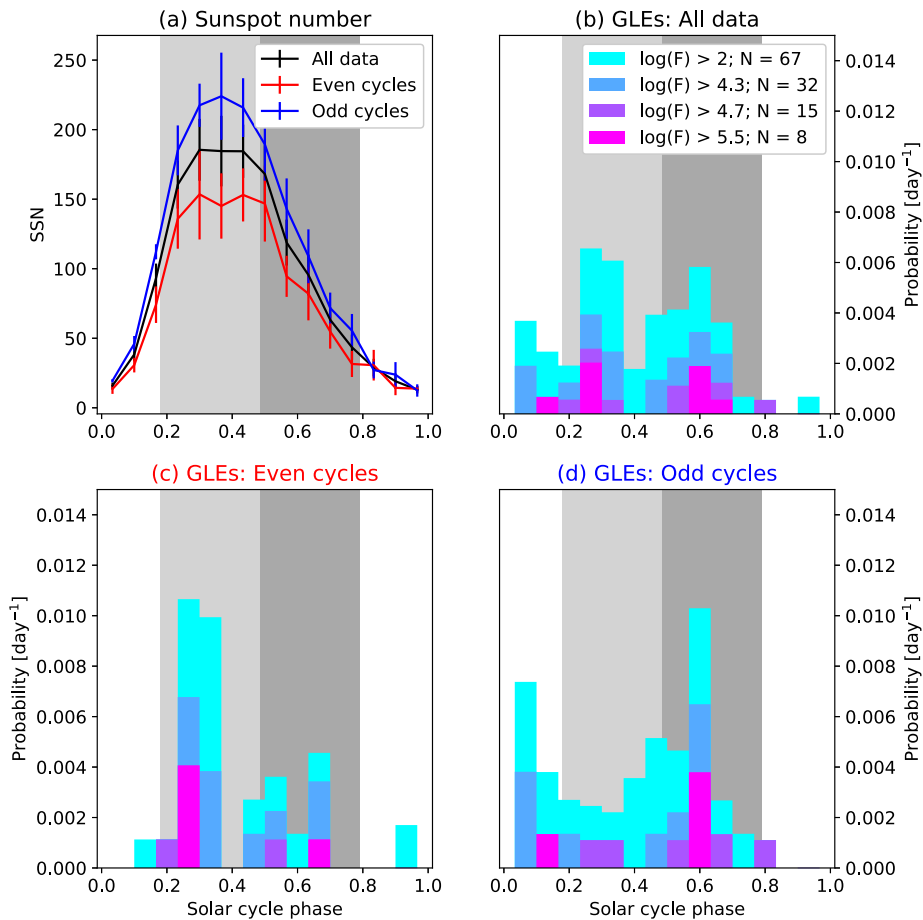 (a) Sunspot number
(b) GLEs: All data
250
200
150
100
50
0
SSN
All data
Even cycles
Odd cycles
0.0 0.2 0.4 0.6 0.8 1.0
log(F) > 2; N = 67
log(F) > 4.3; N = 32
log(F) > 4.7; N = 15
log(F) > 5.5; N = 8
0.014
0.012
0.010
0.008
0.006
0.004
0.002
0.000
Probability [day⁻¹]
0.0 0.2 0.4 0.6 0.8 1.0
(c) GLEs: Even cycles
(d) GLEs: Odd cycles
0.014
0.012
0.010
0.008
0.006
0.004
0.002
0.000
Probability [day⁻¹]
0.0 0.2 0.4 0.6 0.8 1.0
Solar cycle phase
0.014
0.012
0.010
0.008
0.006
0.004
0.002
0.000
Probability [day⁻¹]
0.0 0.2 0.4 0.6 0.8 1.0
Solar cycle phase